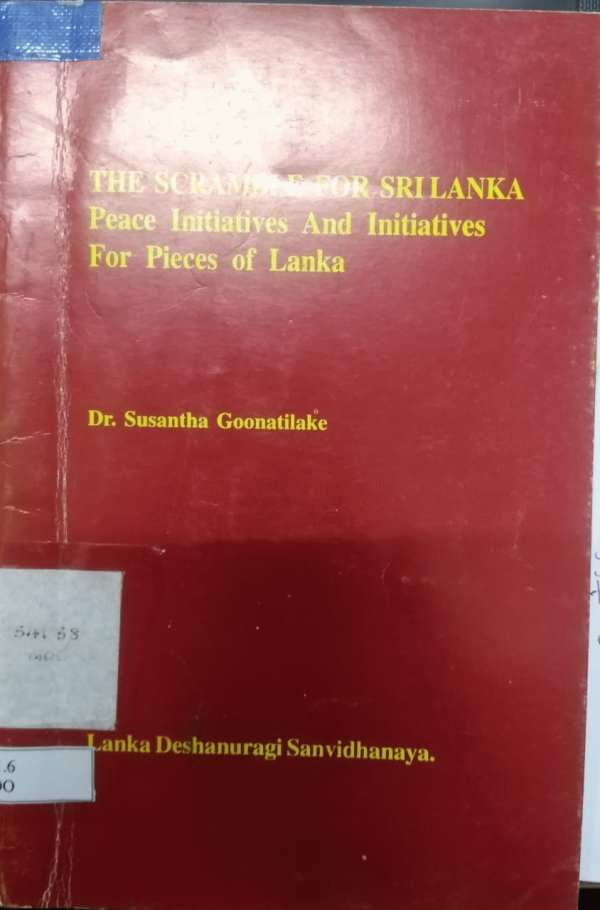 THE SCRAMBLE FOR SRI LANKA
Peace Initiatives And Initiatives
For Pieces of Lanka
Dr. Susantha Goonatilake
Lanka Deshanuragi Sanvidhanaya.
.6